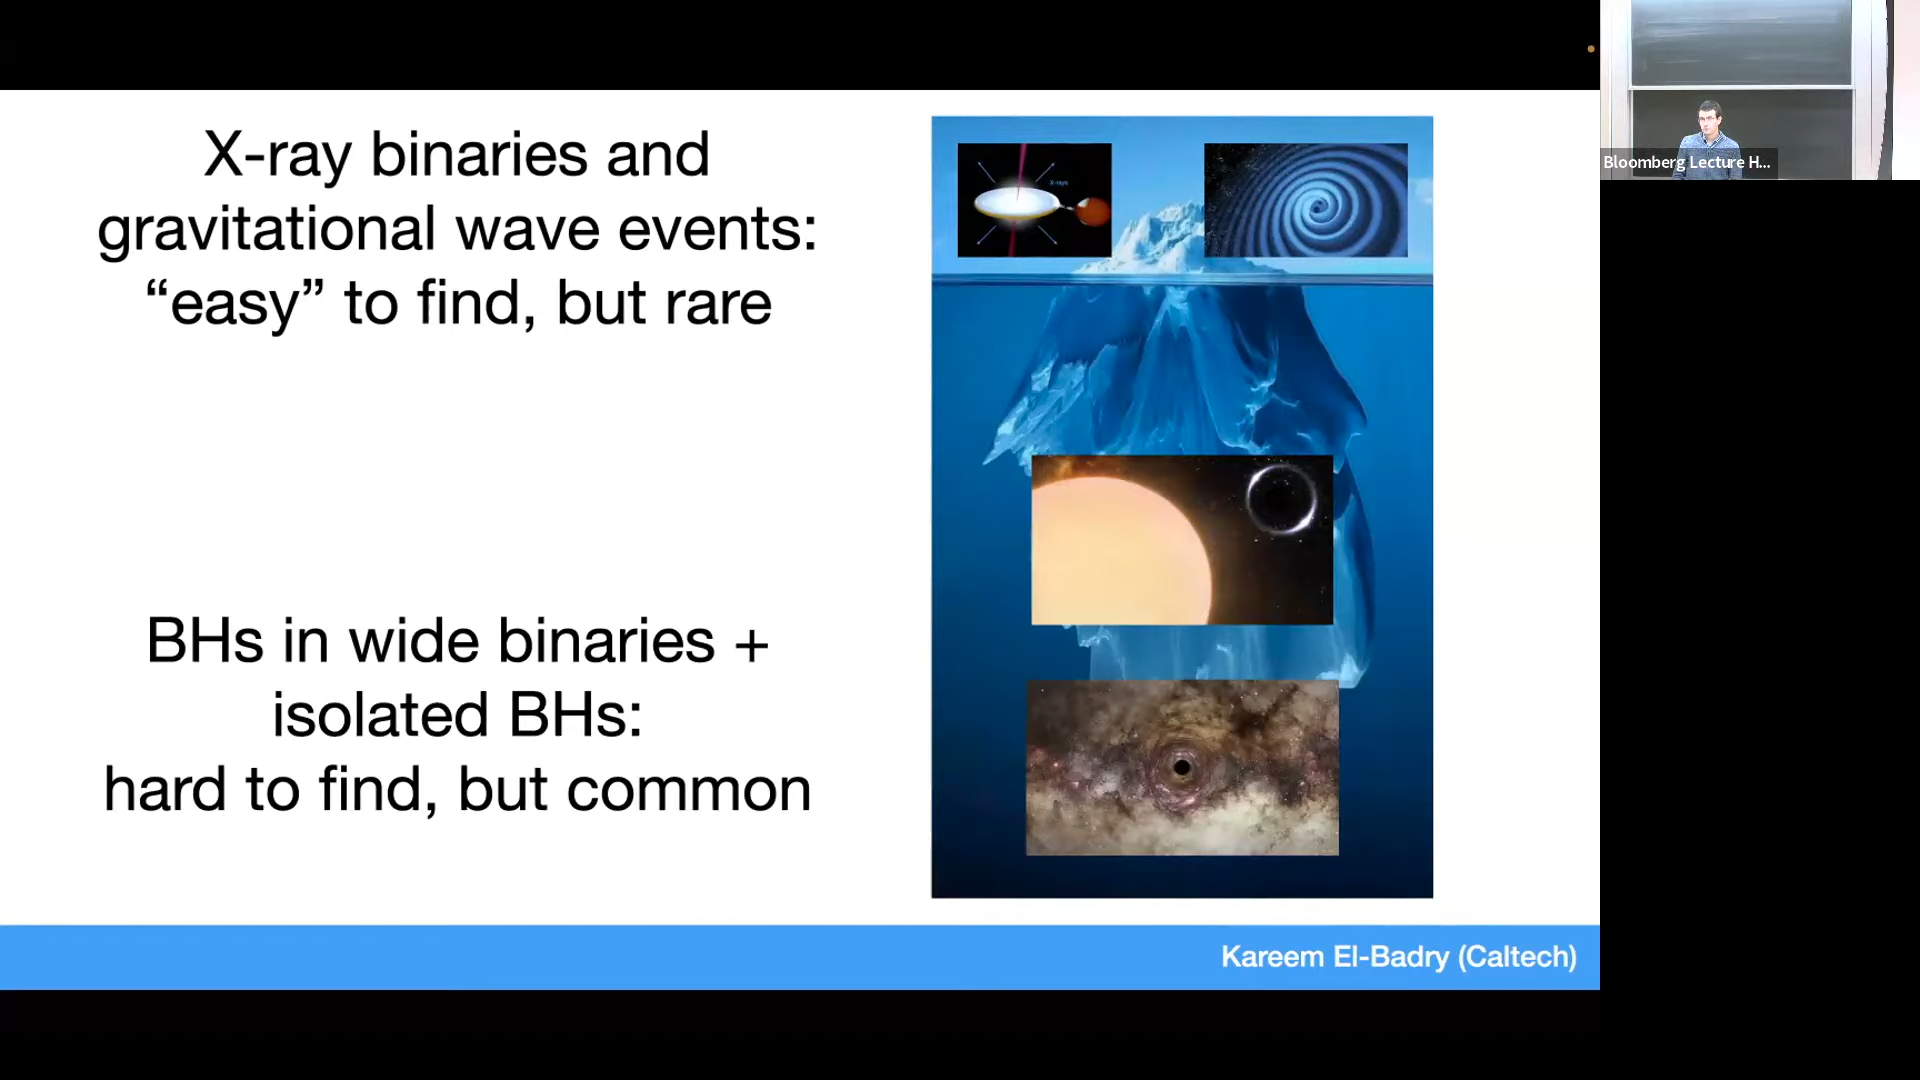 X-ray binaries and
gravitational wave events:
“easy” to find, but rare
X-rays
BHs in wide binaries +
isolated BHs:
hard to find, but common
Kareem El-Badry (Caltech)
Bloomberg Lecture H...